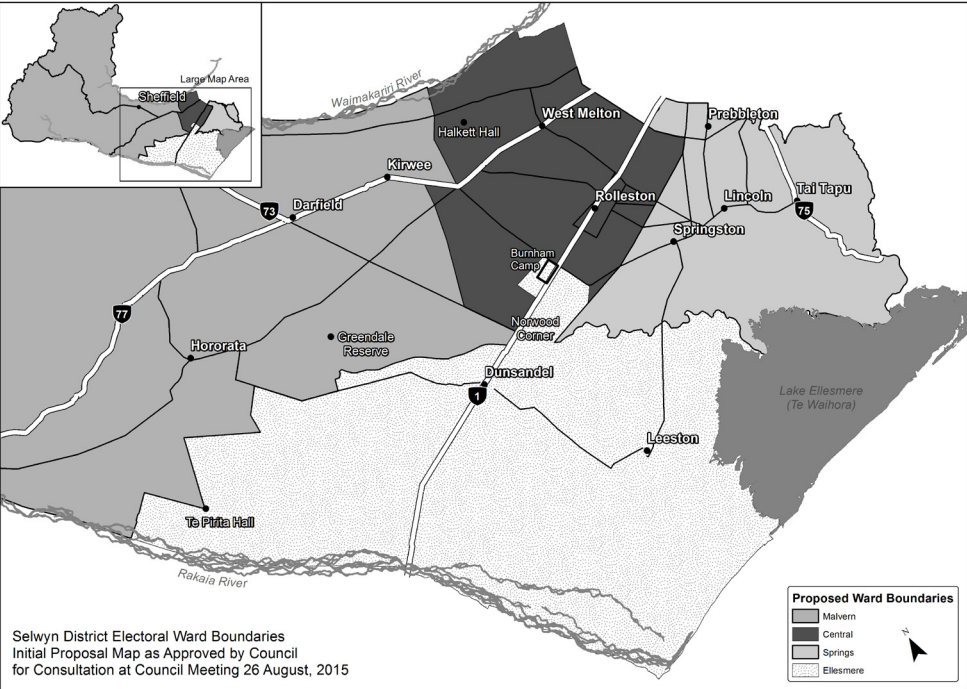 Large Map Area
Sheffield
Waimakariri River
West Melton
Halkett Hall
Prebbleton
Kirwee
Rolleston
Lincoln
Tai Tapu
73
Darfield
75
Springston
Burnham
Camp
77
Norwood
Corner
Greendale
Reserve
Hororata
Dunsandel
1
Lake Ellesmere
(Te Waihora)
Leeston
Te Pirita Hall
Rakaia River
Selwyn District Electoral Ward Boundaries
Initial Proposal Map as Approved by Council
for Consultation at Council Meeting 26 August, 2015
Proposed Ward Boundaries
Malvern
Central
Springs
Ellesmere
N